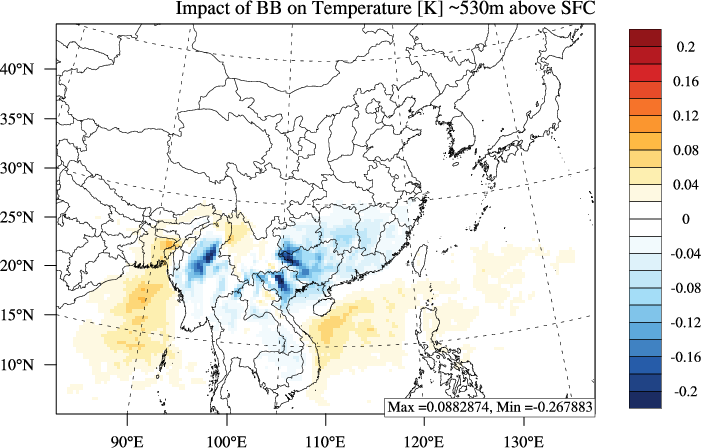 Impact of BB on Temperature [K] ~530m above SFC
40°N
35°N
30°N
25°N
20°N
15°N
10°N
90°E
100°E
110°E
120°E
130°E
Max =0.0882874, Min =-0.267883
0.2
0.16
0.12
0.08
0.04
0
-0.04
-0.08
-0.12
-0.16
-0.2